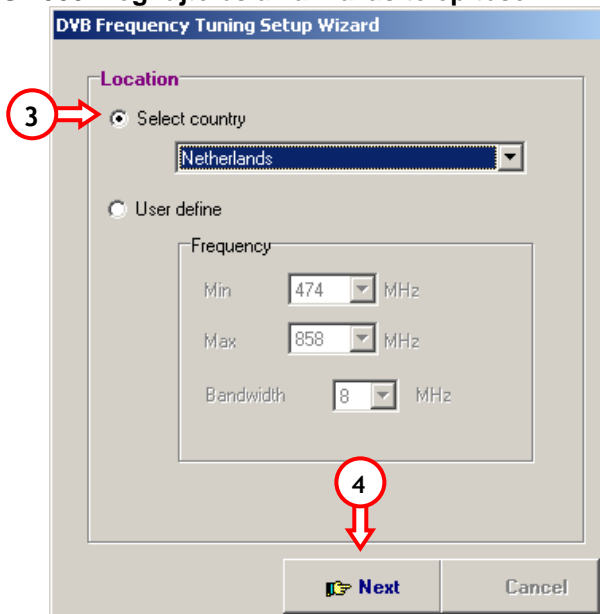 DVB Frequency Tuning Setup Wizard
Location
3
Select country
Netherlands
User define
Frequency
Min 474 MHz
Max 858 MHz
Bandwidth 8 MHz
4
Next Cancel